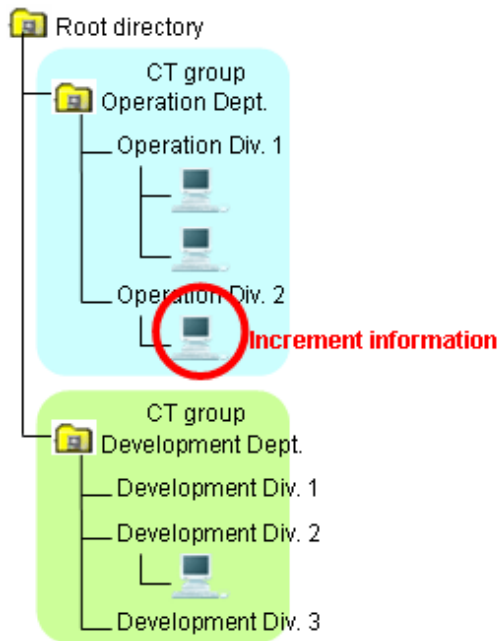 Root directory
CT group
Operation Dept.
Operation Div. 1
Operation Div. 2
Increment information
CT group
Development Dept.
Development Div. 1
Development Div. 2
Development Div. 3